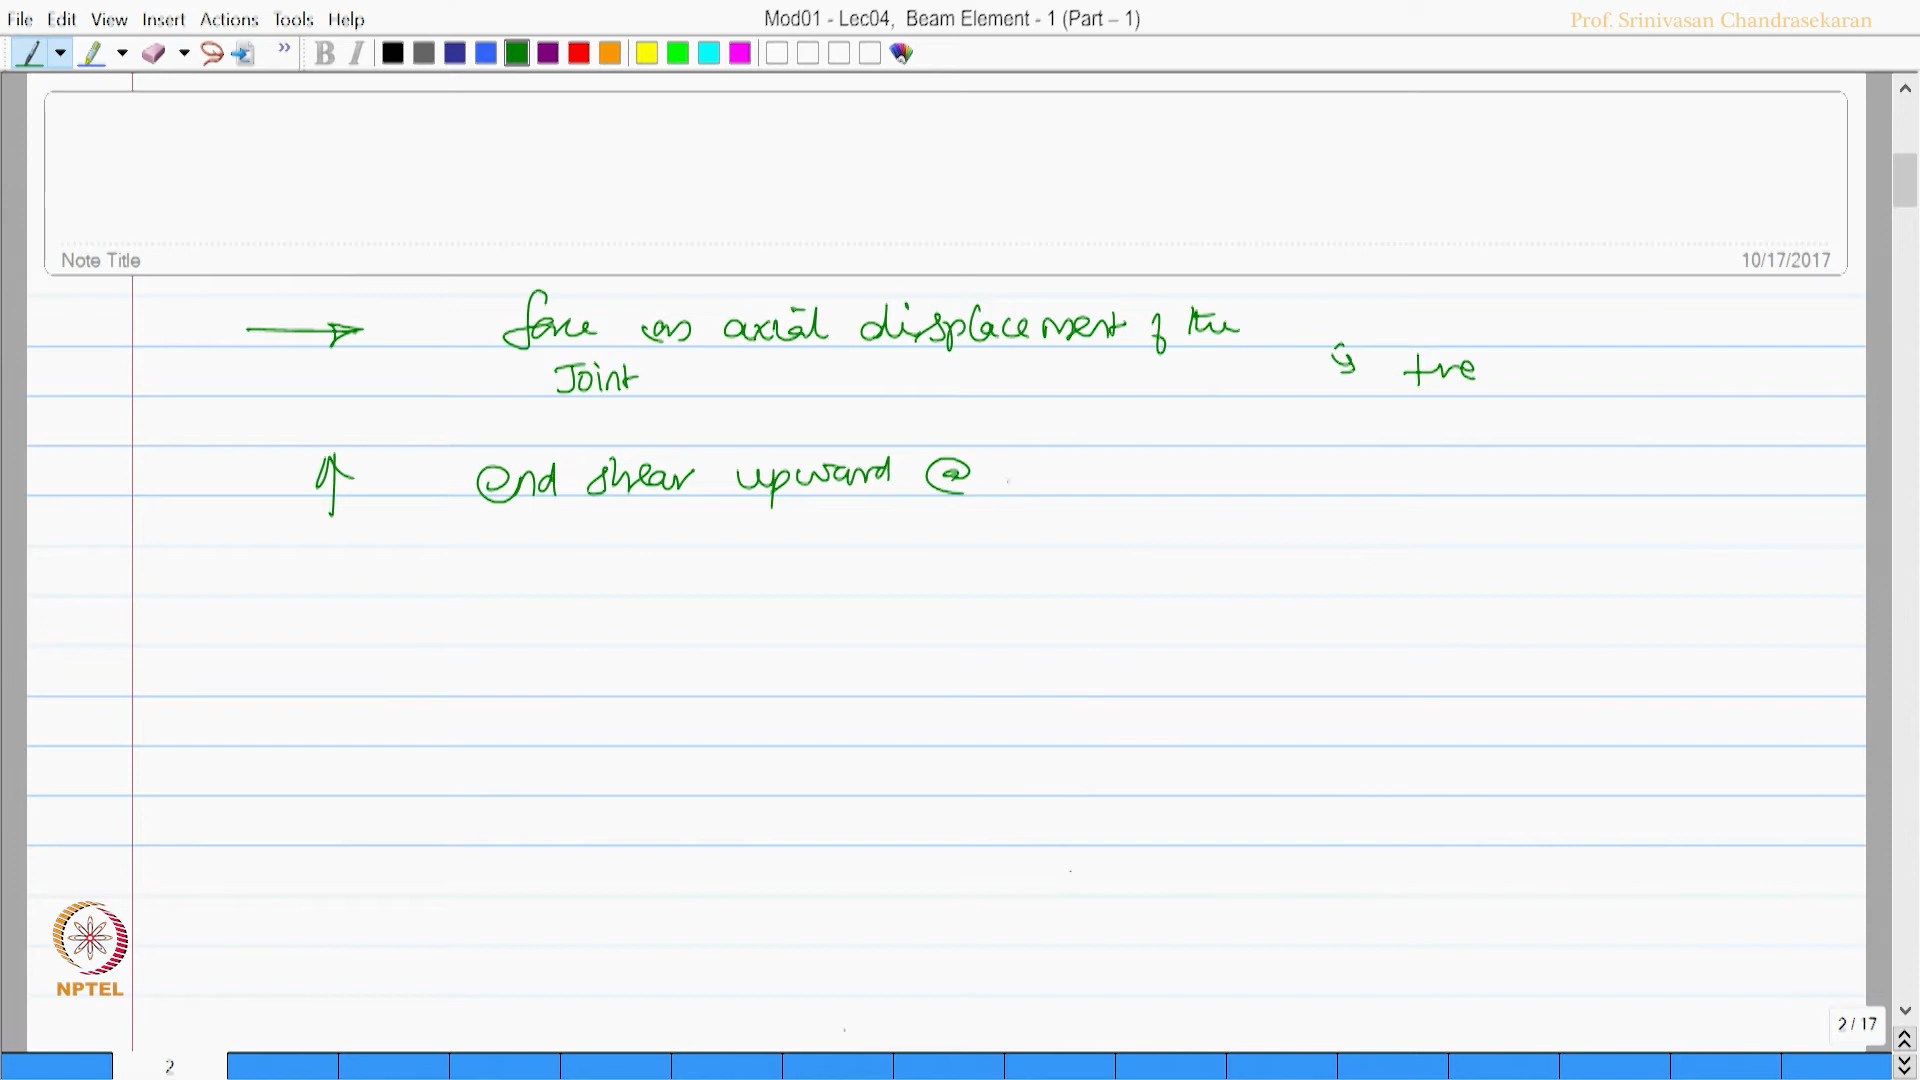 File Edit View Insert Actions Tools Help
Mod01 - Lec04, Beam Element - 1 (Part – 1)
Prof. Srinivasan Chandrasekaran
B I
Note Title
10/17/2017
force as axial displacement of the
Joint
is +ve
end shear upward @
NPTEL
2 / 17
2